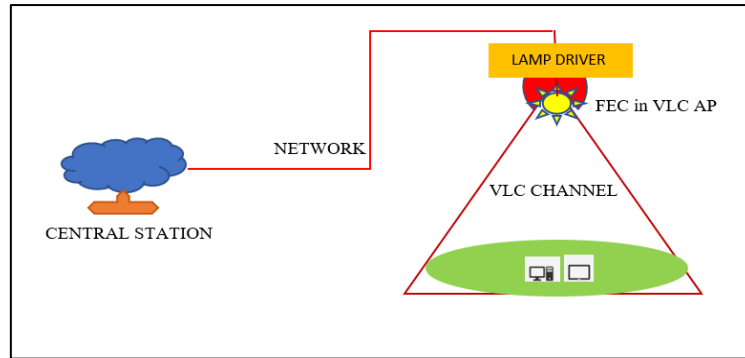 LAMP DRIVER
FEC in VLC AP
NETWORK
VLC CHANNEL
CENTRAL STATION